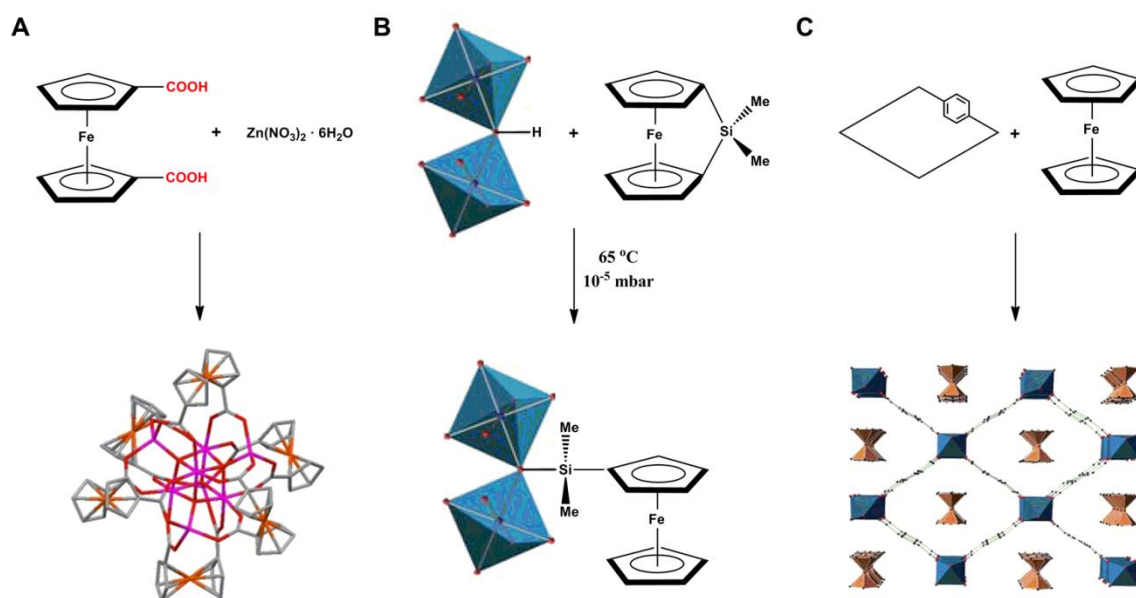 A
COOH
Fe
COOH
+
Zn(NO₃)₂ · 6H₂O
B
H
+
Fe
Si
Me
Me
65 °C
10⁻⁵ mbar
Me
Si
Me
Fe
C
+
Fe